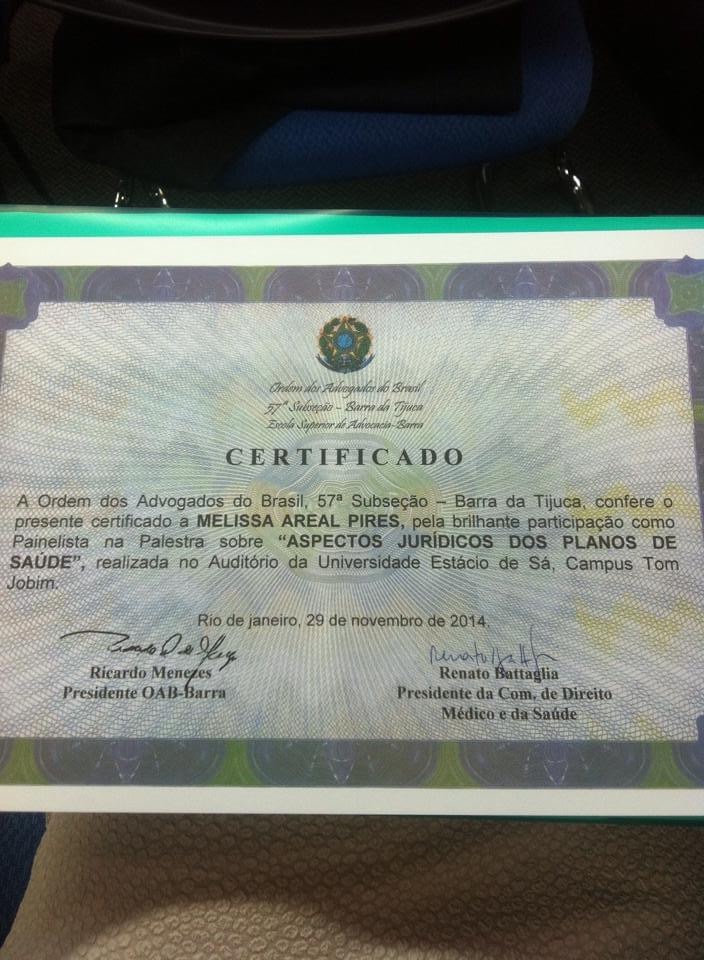 Ordem dos Advogados do Brasil
57ª Subseção – Barra da Tijuca
Escola Superior de Advocacia-Barra
CERTIFICADO
A Ordem dos Advogados do Brasil, 57ª Subseção – Barra da Tijuca, confere o
presente certificado a MELISSA AREAL PIRES, pela brilhante participação como
Painelista na Palestra sobre “ASPECTOS JURÍDICOS DOS PLANOS DE
SAÚDE”, realizada no Auditório da Universidade Estácio de Sá, Campus Tom
Jobim.
Rio de janeiro, 29 de novembro de 2014.
Renato Battaglia
Ricardo Menezes
Presidente OAB-Barra
Renato Battaglia
Presidente da Com. de Direito
Médico e da Saúde